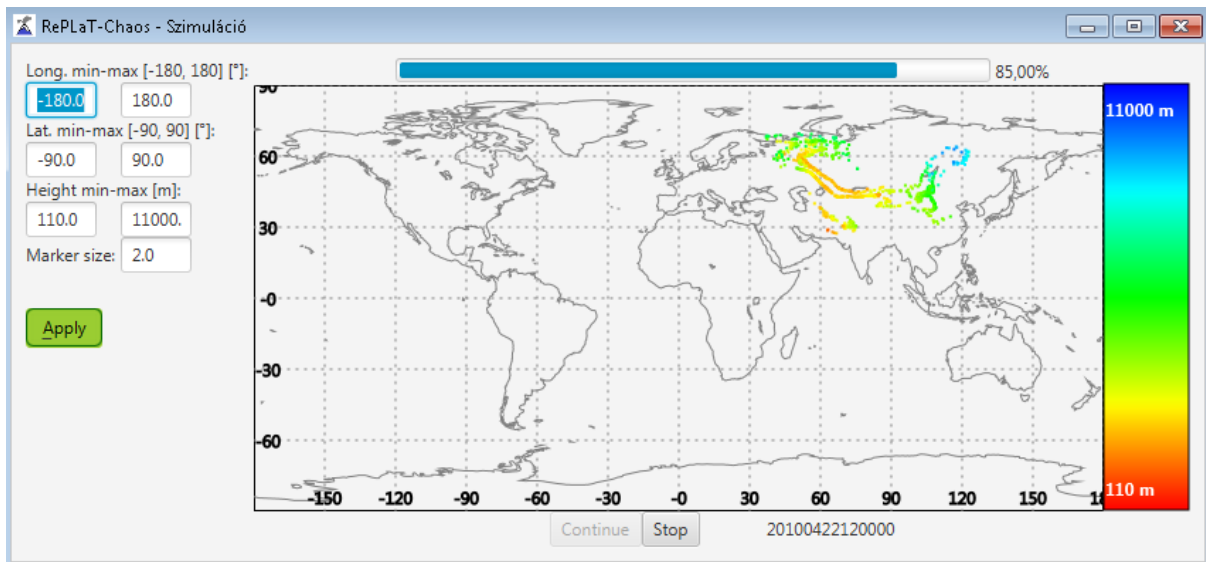 RePLaT-Chaos - Szimuláció
Long. min-max [-180, 180] [°]:
-180.0 180.0
Lat. min-max [-90, 90] [°]:
-90.0 90.0
Height min-max [m]:
110.0 11000.
Marker size: 2.0
Apply
85,00%
90
60
30
-0
-30
-60
-150 -120 -90 -60 -30 -0 30 60 90 120 150 18
11000 m
110 m
Continue Stop 20100422120000